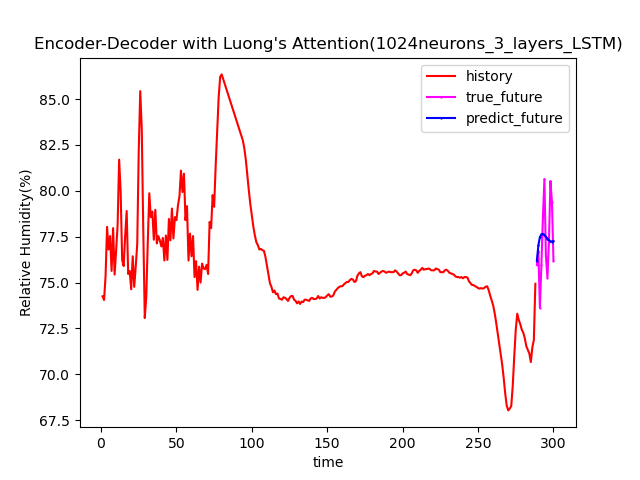 Encoder-Decoder with Luong's Attention(1024neurons_3_layers_LSTM)
history
true_future
predict_future
Relative Humidity(%)
85.0
82.5
80.0
77.5
75.0
72.5
70.0
67.5
0 50 100 150 200 250 300
time